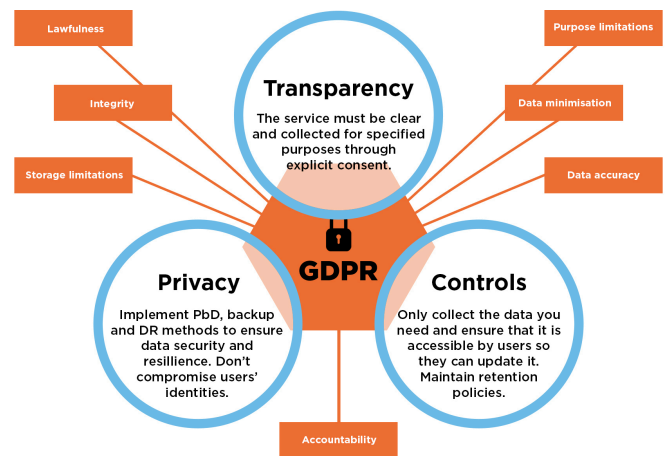 Lawfulness
Purpose limitations
Integrity
Data minimisation
Storage limitations
Data accuracy
Transparency
The service must be clear
and collected for specified
purposes through
explicit consent.
GDPR
Privacy
Implement PbD, backup
and DR methods to ensure
data security and
resillience. Don't
compromise users'
identities.
Controls
Only collect the data you
need and ensure that it is
accessible by users so
they can update it.
Maintain retention
policies.
Accountability